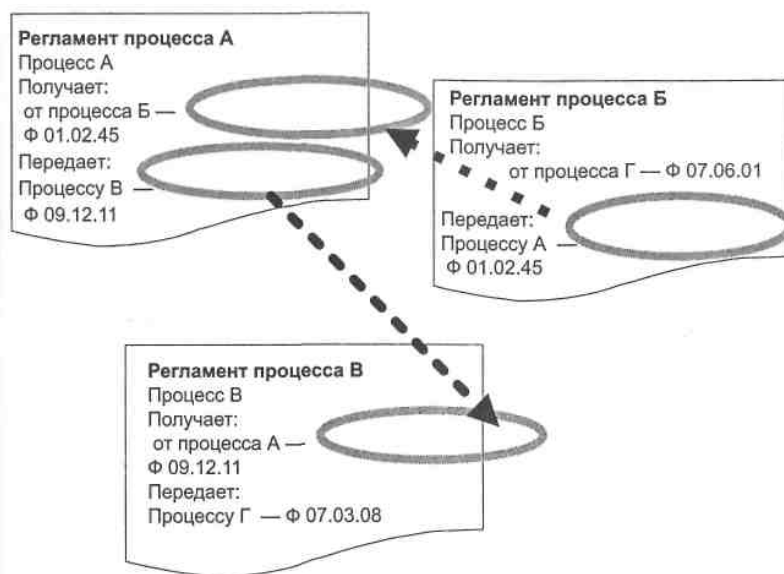 Регламент процесса А
Процесс А
Получает:
от процесса Б —
Ф 01.02.45
Передает:
Процессу В —
Ф 09.12.11
Регламент процесса Б
Процесс Б
Получает:
от процесса Г — Ф 07.06.01
Передает:
Процессу А —
Ф 01.02.45
Регламент процесса В
Процесс В
Получает:
от процесса А —
Ф 09.12.11
Передает:
Процессу Г — Ф 07.03.08